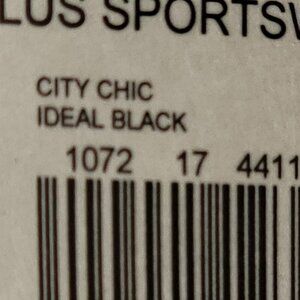 LUS SPORTSW
CITY CHIC
IDEAL BLACK
1072 17 4411